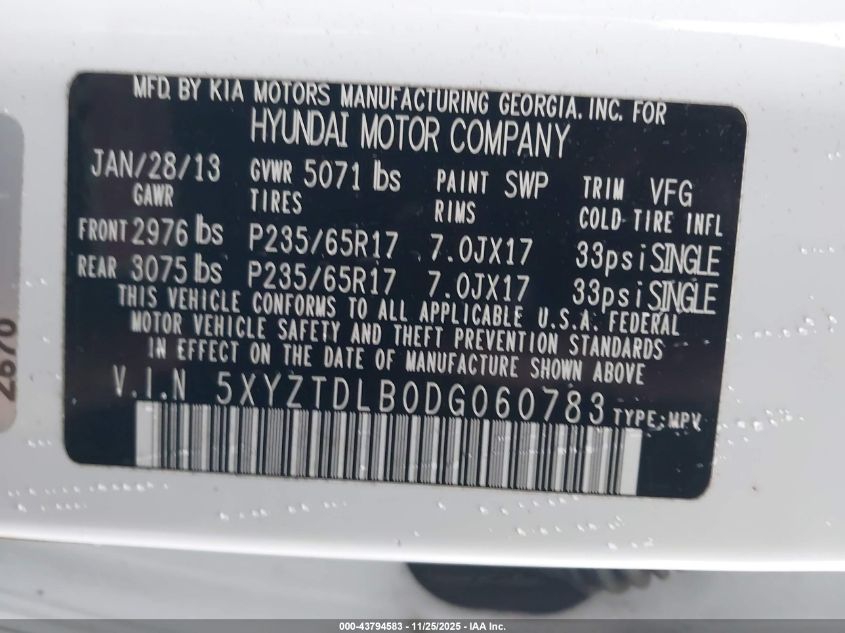 MFD. BY KIA MOTORS MANUFACTURING GEORGIA. INC. FOR
HYUNDAI MOTOR COMPANY
JAN/28/13 GVWR 5071 lbs PAINT SWP TRIM VFG
GAWR TIRES RIMS COLD TIRE INFL
FRONT 2976 lbs P235/65R17 7.0JX17 33psi SINGLE
REAR 3075 lbs P235/65R17 7.0JX17 33psi SINGLE
THIS VEHICLE CONFORMS TO ALL APPLICABLE U.S.A. FEDERAL
MOTOR VEHICLE SAFETY AND THEFT PREVENTION STANDARDS
IN EFFECT ON THE DATE OF MANUFACTURE SHOWN ABOVE
V.I.N 5XYZTDLB0DG060783 TYPE:MPV
000-43794583 - 11/25/2025 - IAA Inc.